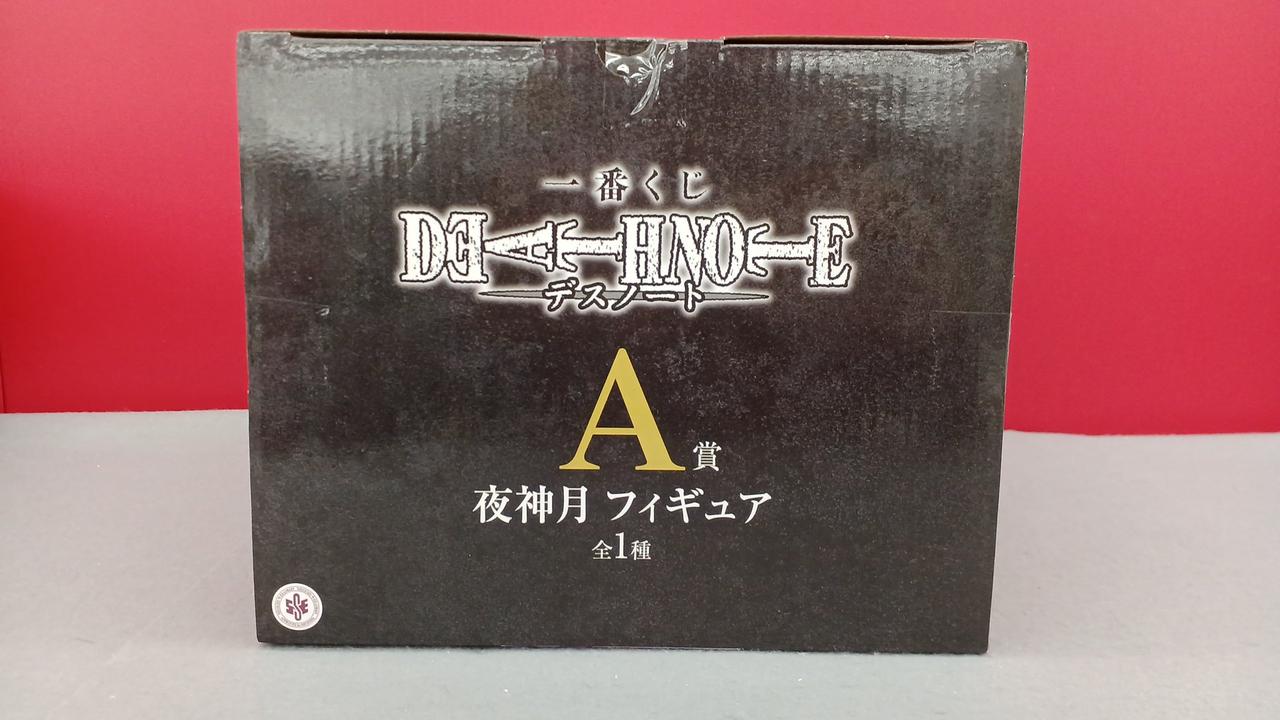 一番くじ
DEATH NOTE
デスノート
A賞
夜神月 フィギュア
全1種
SSE